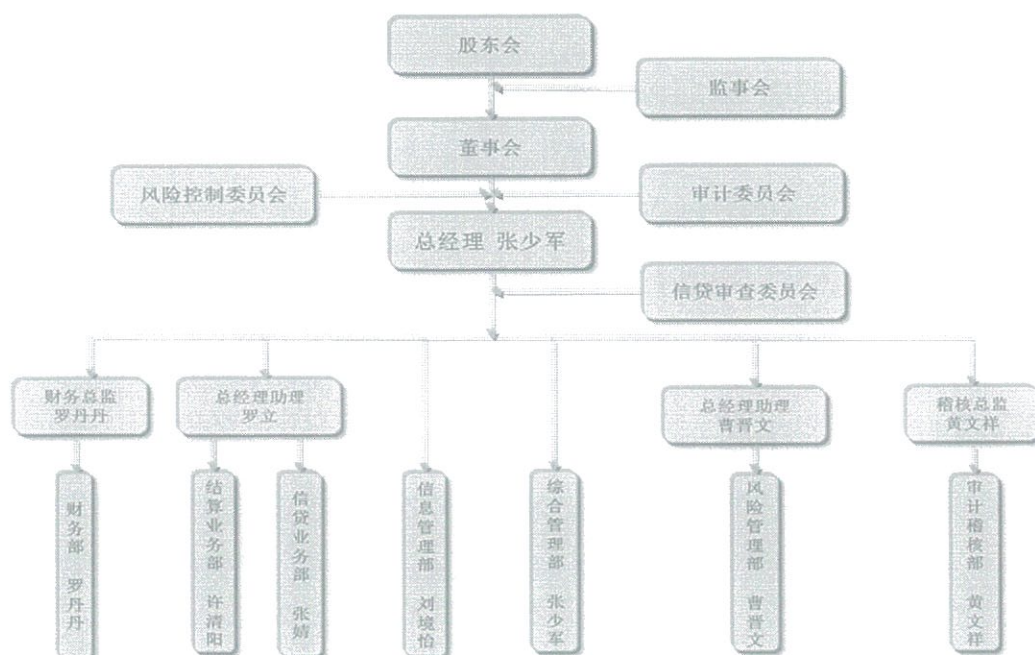 股东会
监事会
董事会
风险控制委员会
审计委员会
总经理 张少军
信贷审查委员会
财务总监
罗丹丹
总经理助理
罗立
总经理助理
曹晋文
稽核总监
黄文样
财务部 罗丹丹
结算业务部 许清阳
信贷业务部 张婧
信息管理部 刘境怡
综合管理部 张少军
风险管理部 曹晋文
审计稽核部 黄文样